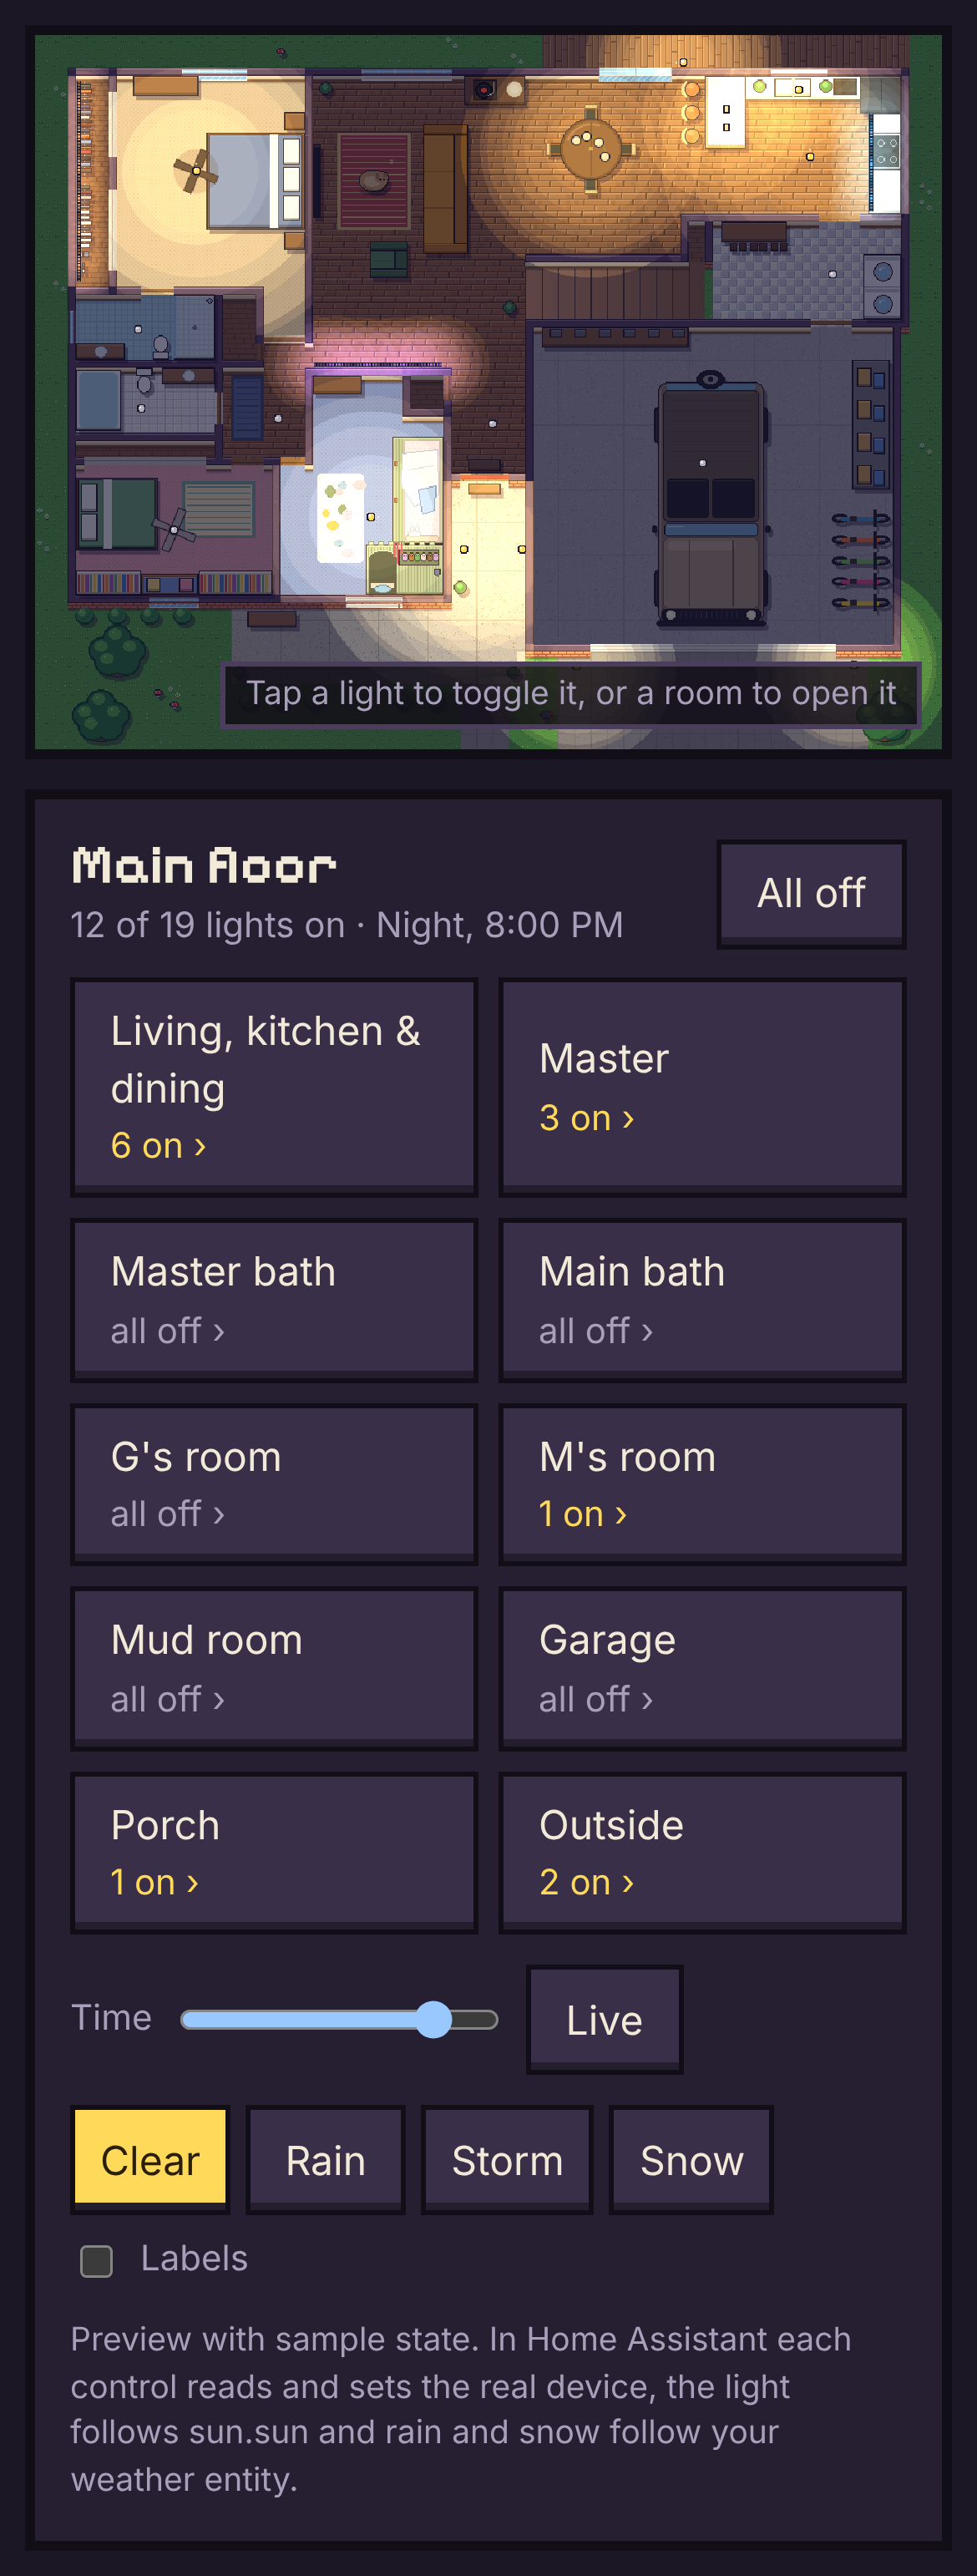 Tap a light to toggle it, or a room to open it
Main floor
12 of 19 lights on · Night, 8:00 PM
All off
Living, kitchen &
dining
6 on ›
Master
3 on ›
Master bath
all off ›
Main bath
all off ›
G's room
all off ›
M's room
1 on ›
Mud room
all off ›
Garage
all off ›
Porch
1 on ›
Outside
2 on ›
Time
Live
Clear
Rain
Storm
Snow
Labels
Preview with sample state. In Home Assistant each
control reads and sets the real device, the light
follows sun.sun and rain and snow follow your
weather entity.